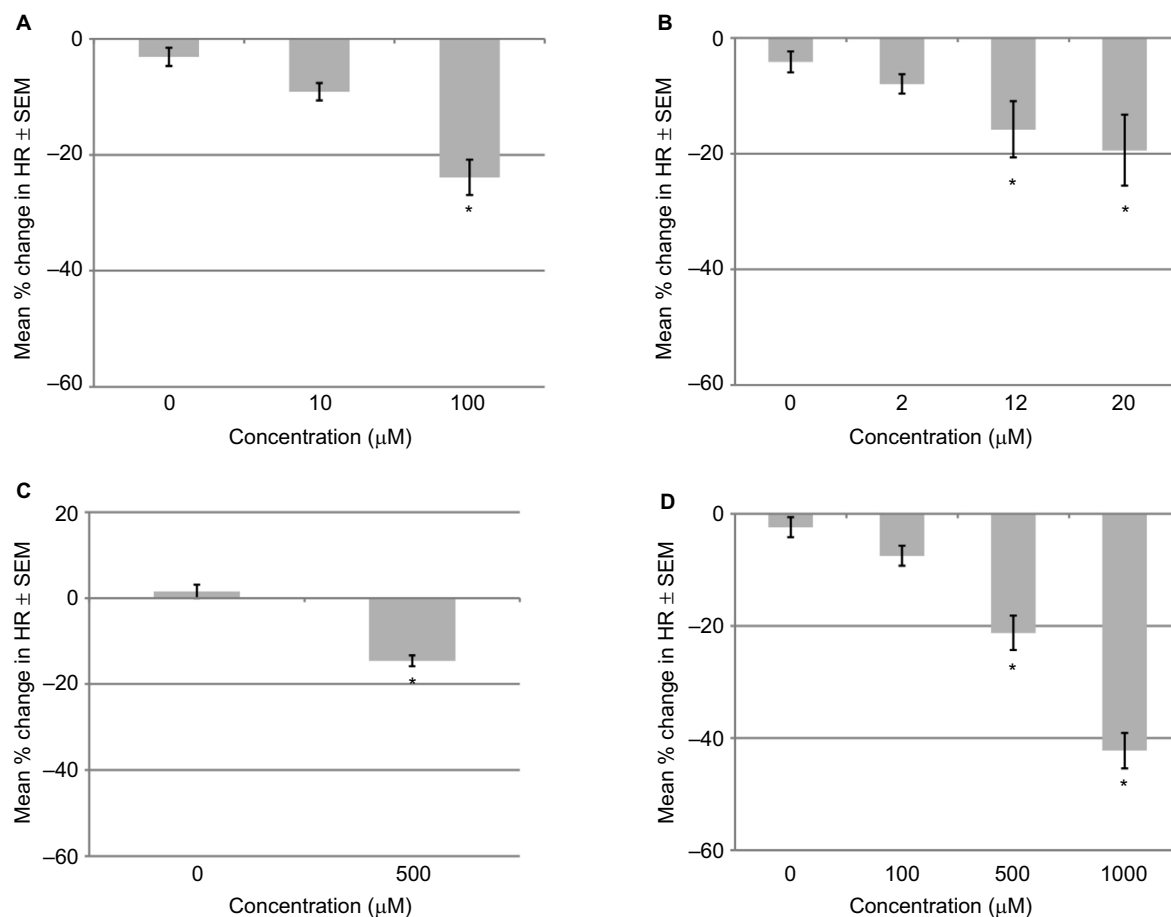 A
Mean % change in HR ± SEM
0
–20
–40
–60
*
0 10 100
Concentration (μM)
B
Mean % change in HR ± SEM
0
–20
–40
–60
* *
0 2 12 20
Concentration (μM)
C
Mean % change in HR ± SEM
20
0
–20
–40
–60
*
0 500
Concentration (μM)
D
Mean % change in HR ± SEM
0
–20
–40
–60
*
*
0 100 500 1000
Concentration (μM)